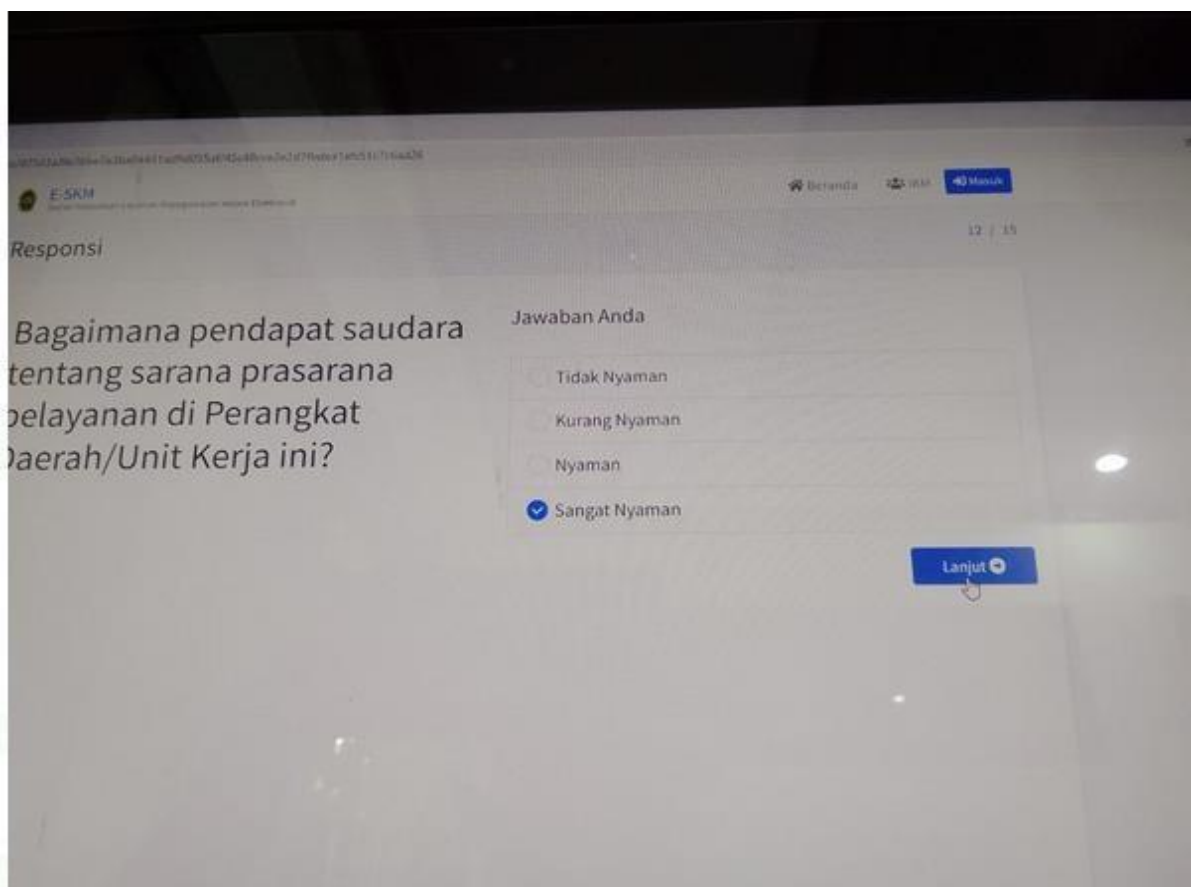 E-SKM
Beranda
IKM
Masuk
Responsi
12 / 15
Bagaimana pendapat saudara
tentang sarana prasarana
pelayanan di Perangkat
Daerah/Unit Kerja ini?
Jawaban Anda
Tidak Nyaman
Kurang Nyaman
Nyaman
Sangat Nyaman
Lanjut